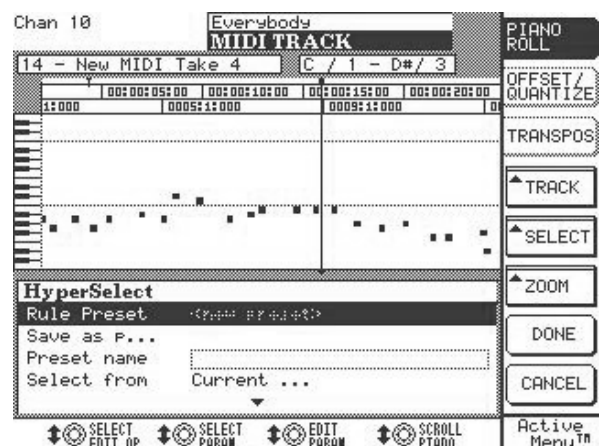 Chan 10
Everybody
MIDI TRACK
14 - New MIDI Take 4
C / 1 - D#/ 3
00:00:05:00 00:00:10:00 00:00:15:00 00:00:20:00
1:000 0005:1:000 0009:1:000 0
HyperSelect
Rule Preset <new preset>
Save as P...
Preset name
Select from Current ...
SELECT EDIT OP
SELECT PARAM
EDIT PARAM
SCROLL PIANO
PIANO ROLL
OFFSET/ QUANTIZE
TRANSPOS
TRACK
SELECT
ZOOM
DONE
CANCEL
Active Menu™